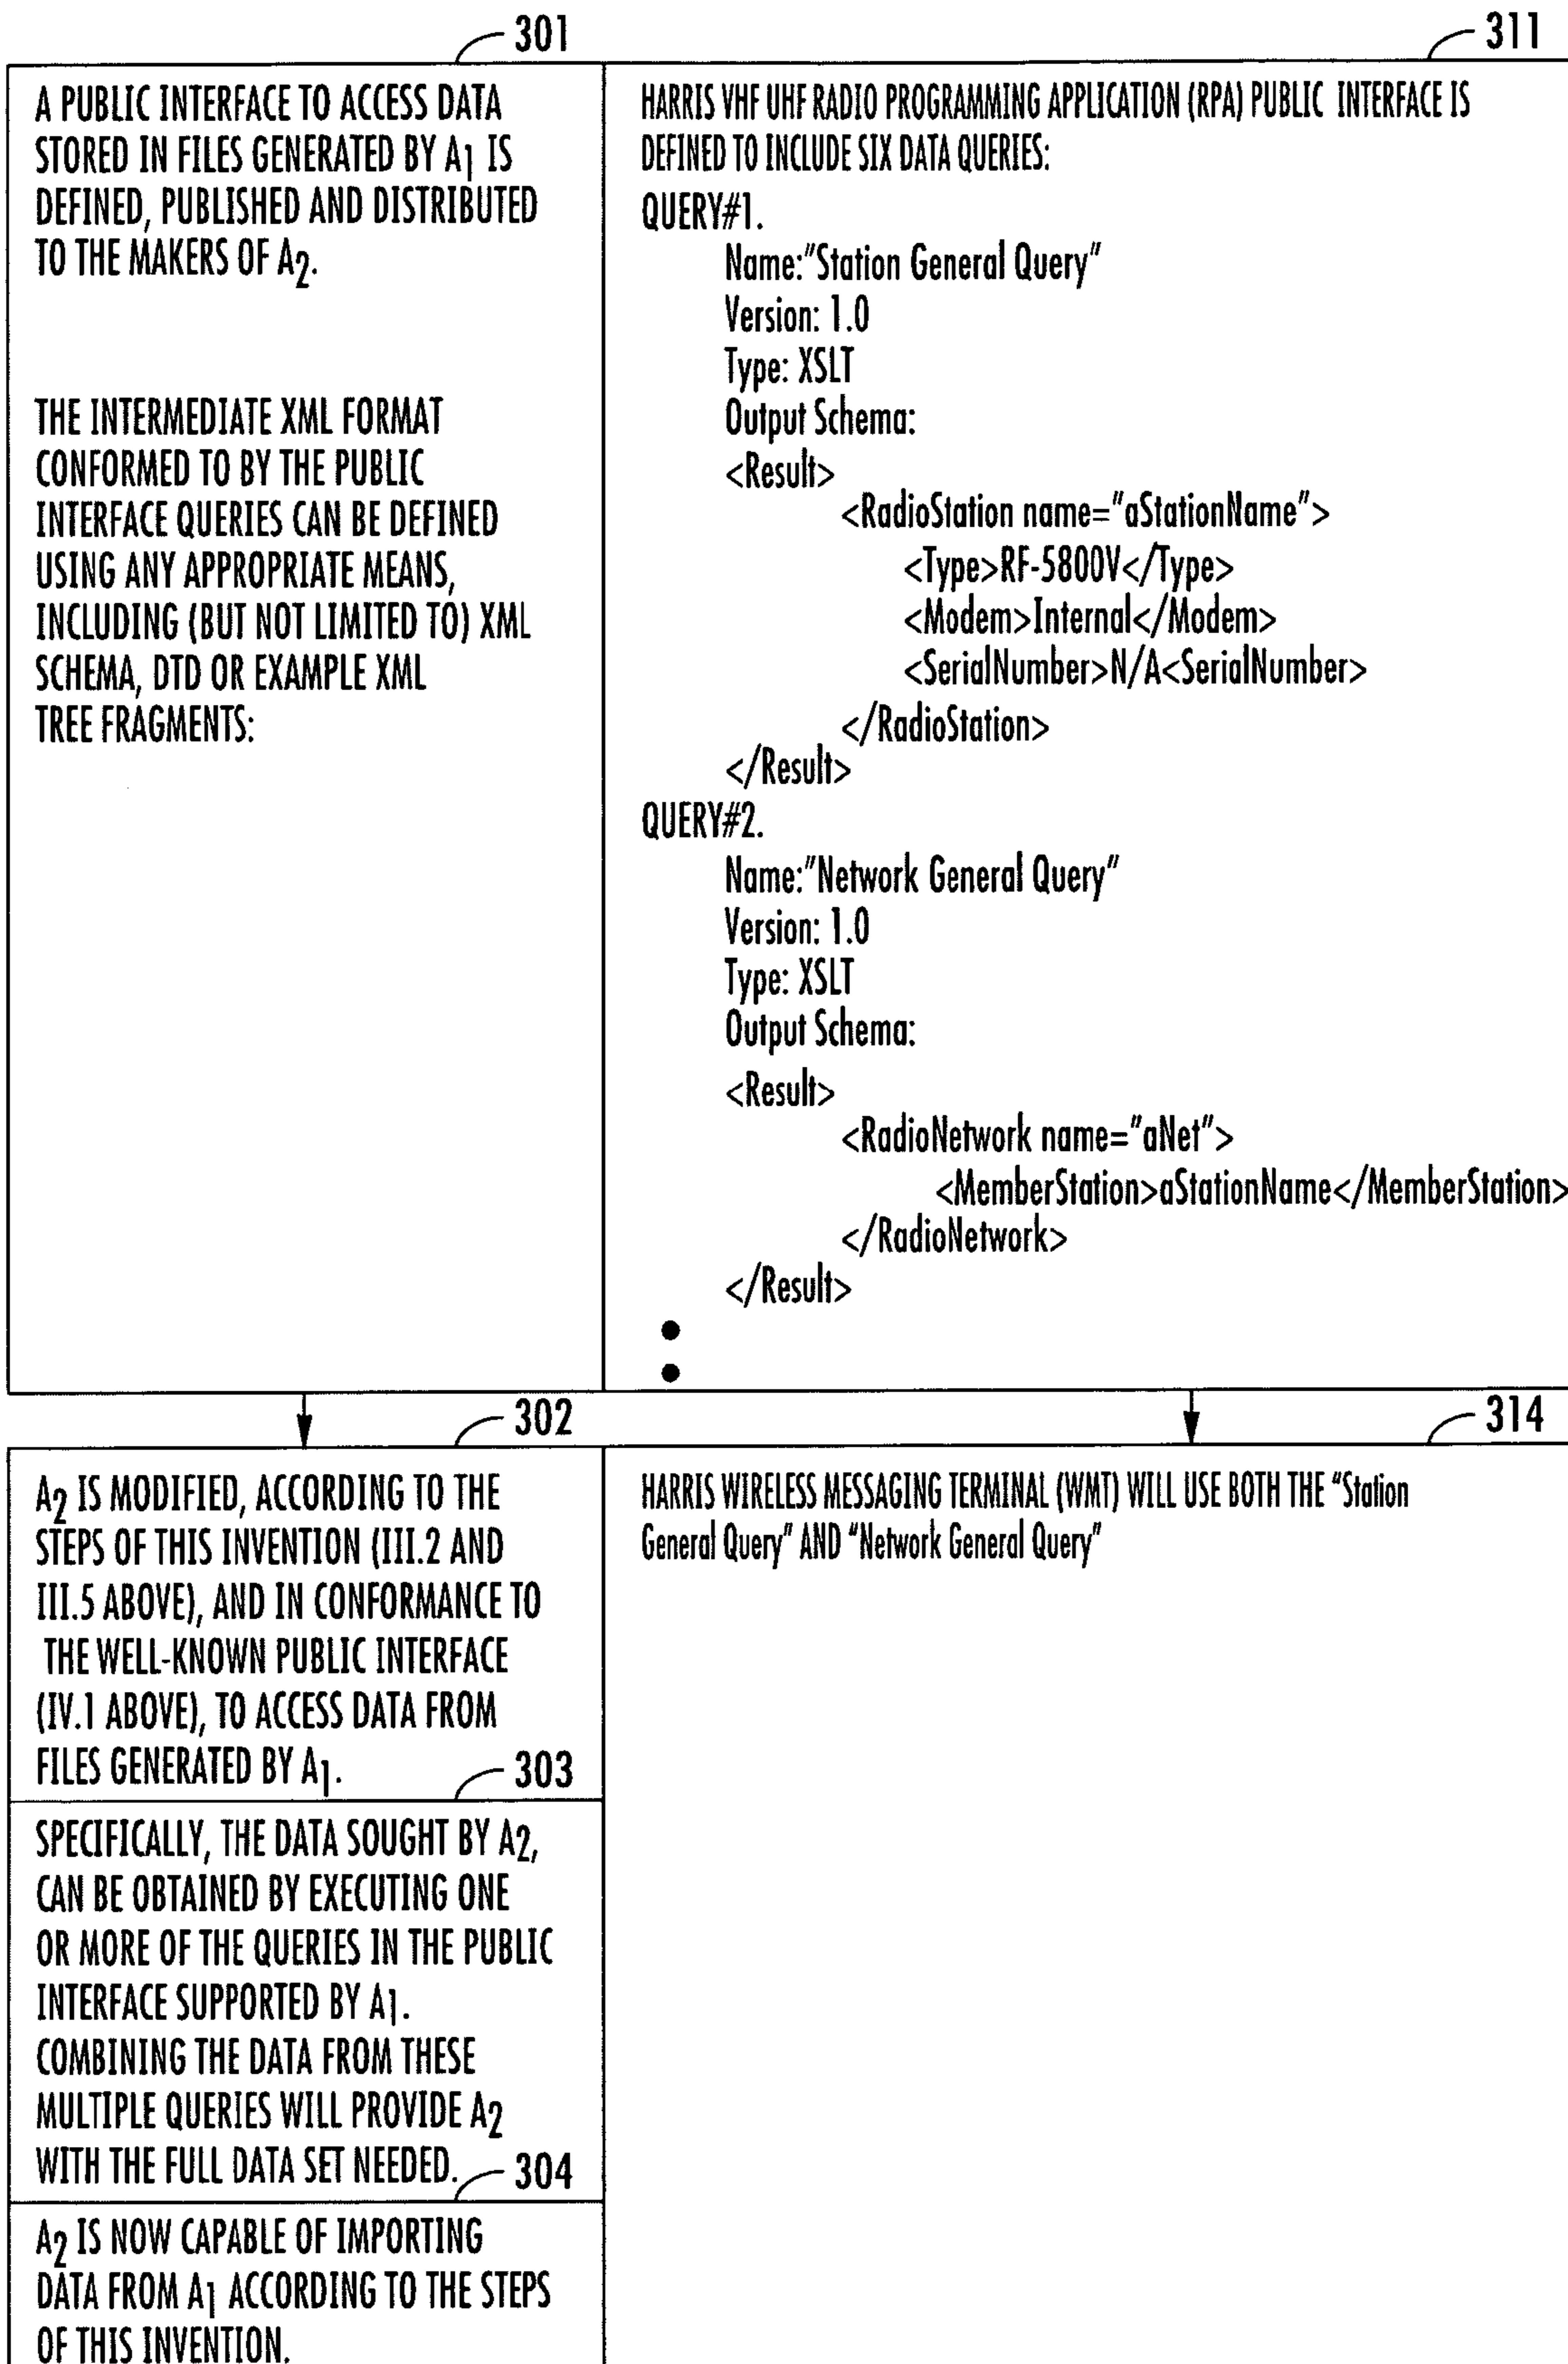 301
A PUBLIC INTERFACE TO ACCESS DATA
STORED IN FILES GENERATED BY A1 IS
DEFINED, PUBLISHED AND DISTRIBUTED
TO THE MAKERS OF A2.
THE INTERMEDIATE XML FORMAT
CONFORMED TO BY THE PUBLIC
INTERFACE QUERIES CAN BE DEFINED
USING ANY APPROPRIATE MEANS,
INCLUDING (BUT NOT LIMITED TO) XML
SCHEMA, DTD OR EXAMPLE XML
TREE FRAGMENTS:
311
HARRIS VHF UHF RADIO PROGRAMMING APPLICATION (RPA) PUBLIC INTERFACE IS
DEFINED TO INCLUDE SIX DATA QUERIES:
QUERY#1.
Name:"Station General Query"
Version: 1.0
Type: XSLT
Output Schema:
<Result>
<RadioStation name="aStationName">
<Type>RF-5800V</Type>
<Modem>Internal</Modem>
<SerialNumber>N/A<SerialNumber>
</RadioStation>
</Result>
QUERY#2.
Name:"Network General Query"
Version: 1.0
Type: XSLT
Output Schema:
<Result>
<RadioNetwork name="aNet">
<MemberStation>aStationName</MemberStation>
</RadioNetwork>
</Result>
302
A2 IS MODIFIED, ACCORDING TO THE
STEPS OF THIS INVENTION (III.2 AND
III.5 ABOVE), AND IN CONFORMANCE TO
THE WELL-KNOWN PUBLIC INTERFACE
(IV.1 ABOVE), TO ACCESS DATA FROM
FILES GENERATED BY A1.
314
HARRIS WIRELESS MESSAGING TERMINAL (WMT) WILL USE BOTH THE "Station
General Query" AND "Network General Query"
303
SPECIFICALLY, THE DATA SOUGHT BY A2,
CAN BE OBTAINED BY EXECUTING ONE
OR MORE OF THE QUERIES IN THE PUBLIC
INTERFACE SUPPORTED BY A1.
COMBINING THE DATA FROM THESE
MULTIPLE QUERIES WILL PROVIDE A2
WITH THE FULL DATA SET NEEDED.
304
A2 IS NOW CAPABLE OF IMPORTING
DATA FROM A1 ACCORDING TO THE STEPS
OF THIS INVENTION.